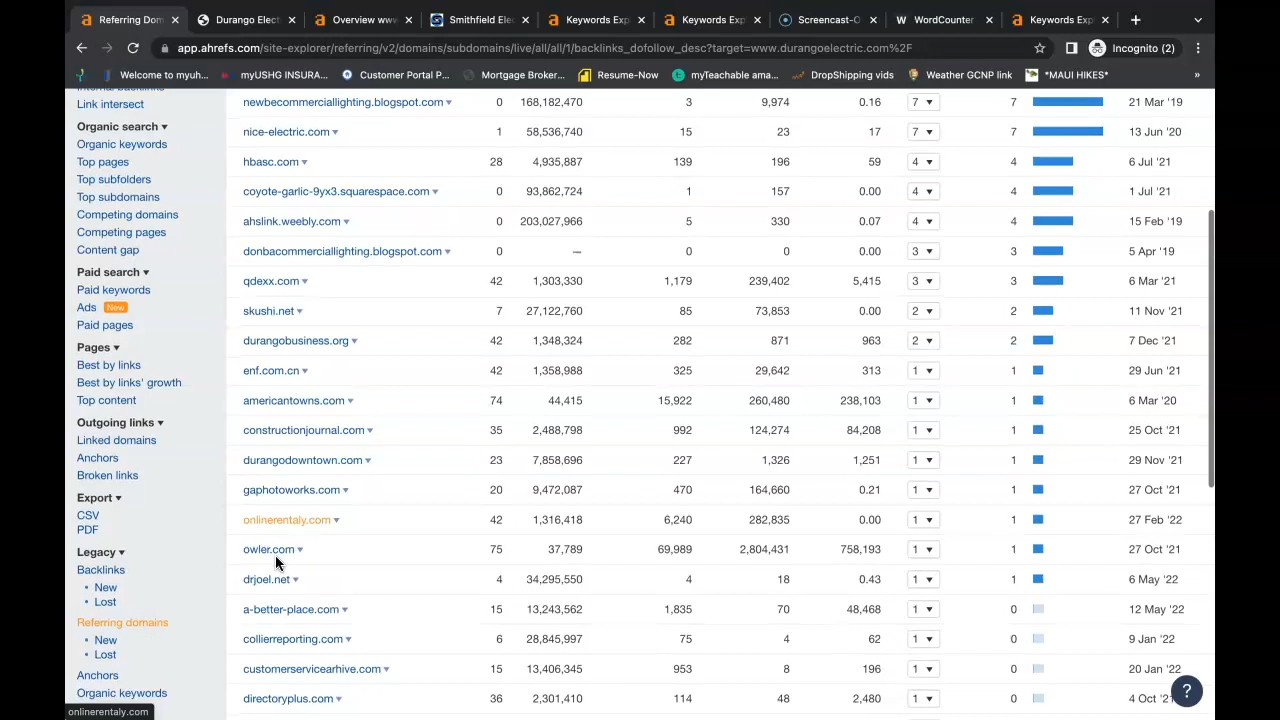 Referring Dom
Durango Elect
Overview www
Smithfield Elec
Keywords Exp
Keywords Exp
Screencast-O
WordCounter
Keywords Exp
app.ahrefs.com/site-explorer/referring/v2/domains/subdomains/live/all/all/1/backlinks_dofollow_desc?target=www.durangoelectric.com%2F
Incognito (2)
Welcome to myuh...
myUSHG INSURA...
Customer Portal P...
Mortgage Broker...
Resume-Now
myTeachable ama...
DropShipping vids
Weather GCNP link
*MAUI HIKES*
»
Internal backlinks
Link intersect
Organic search
Organic keywords
Top pages
Top subfolders
Top subdomains
Competing domains
Competing pages
Content gap
Paid search
Paid keywords
Ads New
Paid pages
Pages
Best by links
Best by links' growth
Top content
Outgoing links
Linked domains
Anchors
Broken links
Export
CSV
PDF
Legacy
Backlinks
• New
• Lost
Referring domains
• New
• Lost
Anchors
Organic keywords
onlinerentaly.com
newbecommerciallighting.blogspot.com 0 168,182,470 3 9,974 0.16 7 7 21 Mar '19
nice-electric.com 1 58,536,740 15 23 17 7 7 13 Jun '20
hbasc.com 28 4,935,887 139 196 59 4 4 6 Jul '21
coyote-garlic-9yx3.squarespace.com 0 93,862,724 1 157 0.00 4 4 1 Jul '21
ahslink.weebly.com 0 203,027,966 5 330 0.07 4 4 15 Feb '19
donbacommerciallighting.blogspot.com 0 — 0 0 0.00 3 3 5 Apr '19
qdexx.com 42 1,303,330 1,179 239,402 5,415 3 3 6 Mar '21
skushi.net 7 27,122,760 85 73,853 0.00 2 2 11 Nov '21
durangobusiness.org 42 1,348,324 282 871 963 2 2 7 Dec '21
enf.com.cn 42 1,358,988 325 29,642 313 1 1 29 Jun '21
americantowns.com 74 44,415 15,922 260,480 238,103 1 1 6 Mar '20
constructionjournal.com 35 2,488,798 992 124,274 84,208 1 1 25 Oct '21
durangodowntown.com 23 7,858,696 227 1,326 1,251 1 1 29 Nov '21
gaphotoworks.com 20 9,472,087 470 164,660 0.21 1 1 27 Oct '21
onlinerentaly.com 42 1,316,418 6,240 282,835 0.00 1 1 27 Feb '22
owler.com 75 37,789 69,989 2,804,431 758,193 1 1 27 Oct '21
drjoel.net 4 34,295,550 4 18 0.43 1 1 6 May '22
a-better-place.com 15 13,243,562 1,835 70 48,468 1 0 12 May '22
collierreporting.com 6 28,845,997 75 4 62 1 0 9 Jan '22
customerservicearhive.com 15 13,406,345 953 8 196 1 0 20 Jan '22
directoryplus.com 36 2,301,410 114 48 2,480 1 0 4 Oct '2
?